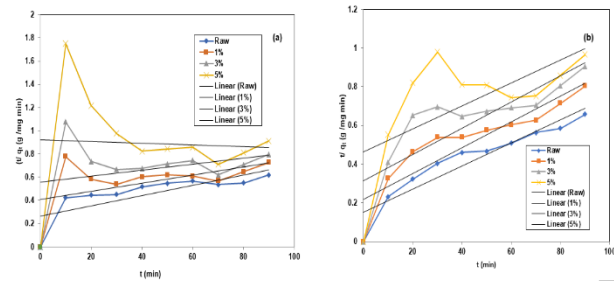 (a)
t/ qt (g /mg min)
2
1.8
1.6
1.4
1.2
1
0.8
0.6
0.4
0.2
0
0 20 40 60 80 100
t (min)
Raw
1%
3%
5%
Linear (Raw)
Linear (1%)
Linear (3%)
Linear (5%)
(b)
t/ qt (g /mg min)
1.2
1
0.8
0.6
0.4
0.2
0
0 20 40 60 80 100
t (min)
Raw
1%
3%
5%
Linear (Raw)
Linear (1%)
Linear (3%)
Linear (5%)